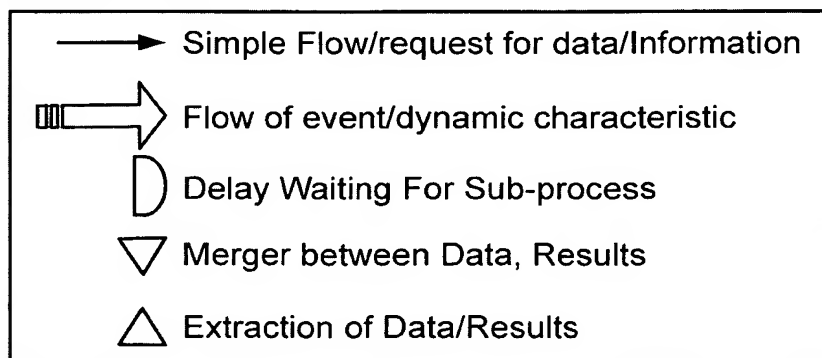 Simple Flow/request for data/Information
Flow of event/dynamic characteristic
Delay Waiting For Sub-process
Merger between Data, Results
Extraction of Data/Results